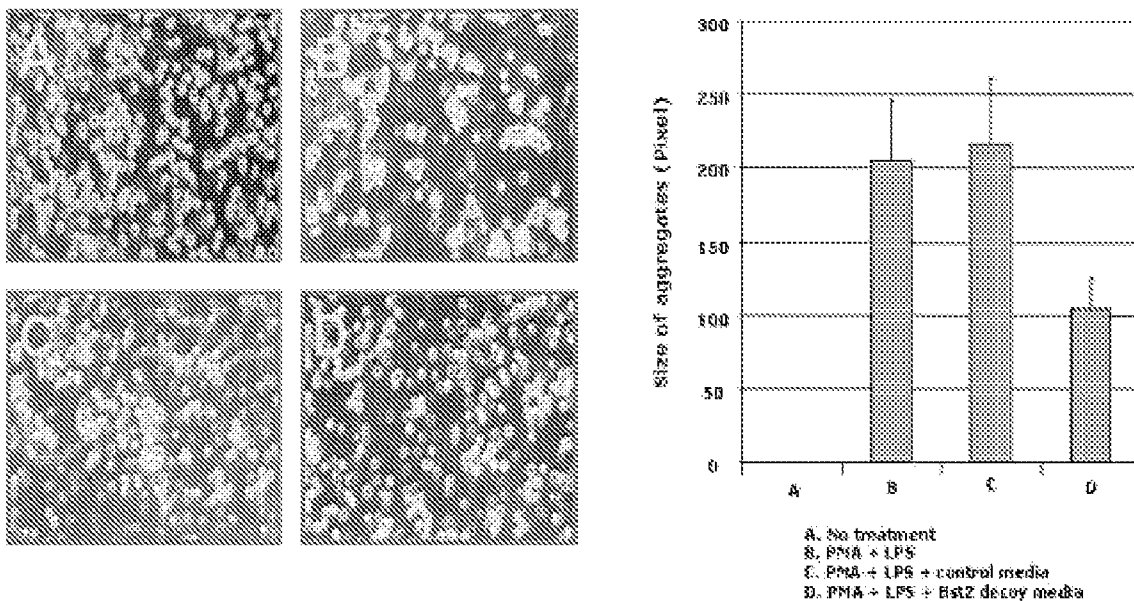 Size of aggregates (Pixel)
300
250
200
150
100
50
0
A
B
C
D
A. No treatment
B. PMA + LPS
C. PMA + LPS + control media
D. PMA + LPS + Bst2 decoy media